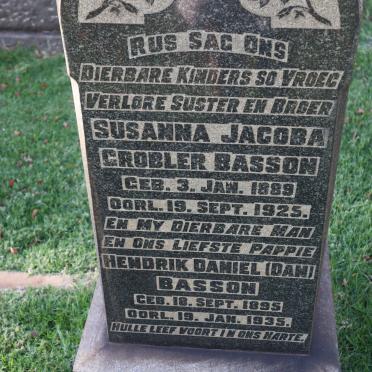 RUS SAG ONS
DIERBARE KINDERS SO VROEG
VERLORE SUSTER EN BROER
SUSANNA JACOBA
GROBLER BASSON
GEB. 3. JAN. 1889
OORL. 19. SEPT. 1925.
EN MY DIERBARE MAN
EN ONS LIEFSTE PAPPIE
HENDRIK DANIEL (DANI)
BASSON
GEB. 18. SEPT. 1895
OORL. 19. JAN. 1935.
HULLE LEEF VOORT IN ONS HARTE.